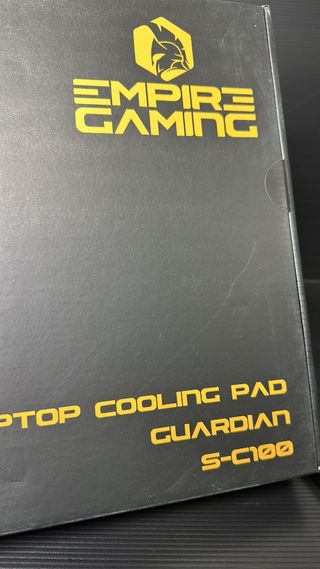 EMPIRE
GAMING
PTOP COOLING PAD
GUARDIAN
S-C100